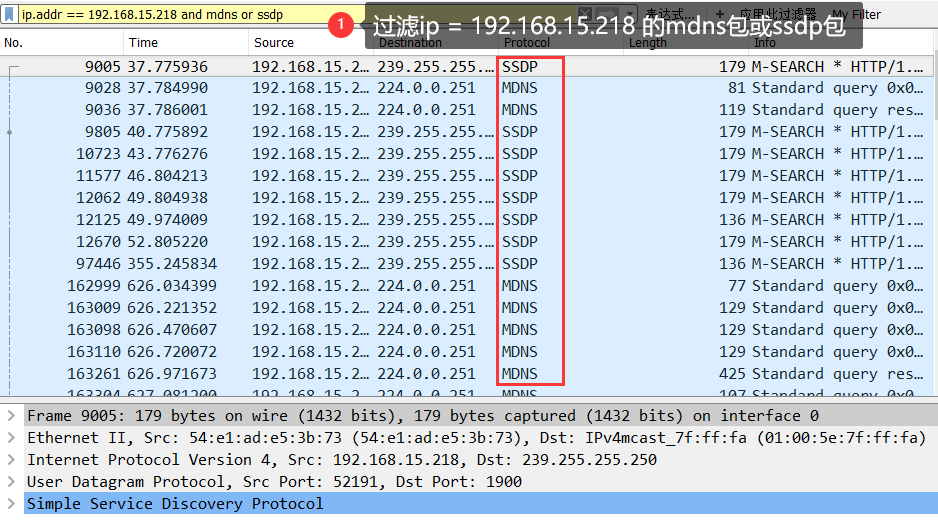 ip.addr == 192.168.15.218 and mdns or ssdp
表达式… + 应用此过滤器 My Filter
1 过滤ip = 192.168.15.218 的mdns包或ssdp包
No. Time Source Destination Protocol Length Info
9005 37.775936 192.168.15.2… 239.255.255.… SSDP 179 M-SEARCH * HTTP/1.…
9028 37.784990 192.168.15.2… 224.0.0.251 MDNS 81 Standard query 0x0…
9036 37.786001 192.168.15.2… 224.0.0.251 MDNS 119 Standard query res…
9805 40.775892 192.168.15.2… 239.255.255.… SSDP 179 M-SEARCH * HTTP/1.…
10723 43.776276 192.168.15.2… 239.255.255.… SSDP 179 M-SEARCH * HTTP/1.…
11577 46.804213 192.168.15.2… 239.255.255.… SSDP 179 M-SEARCH * HTTP/1.…
12062 49.804938 192.168.15.2… 239.255.255.… SSDP 179 M-SEARCH * HTTP/1.…
12125 49.974009 192.168.15.2… 239.255.255.… SSDP 136 M-SEARCH * HTTP/1.…
12670 52.805220 192.168.15.2… 239.255.255.… SSDP 179 M-SEARCH * HTTP/1.…
97446 355.245834 192.168.15.2… 239.255.255.… SSDP 136 M-SEARCH * HTTP/1.…
162999 626.034399 192.168.15.2… 224.0.0.251 MDNS 77 Standard query 0x0…
163009 626.221352 192.168.15.2… 224.0.0.251 MDNS 129 Standard query 0x0…
163098 626.470607 192.168.15.2… 224.0.0.251 MDNS 129 Standard query 0x0…
163110 626.720072 192.168.15.2… 224.0.0.251 MDNS 129 Standard query 0x0…
163261 626.971673 192.168.15.2… 224.0.0.251 MDNS 425 Standard query res…
163304 627.081200 192.168.15.2… 224.0.0.251 MDNS 107 Standard query 0x0…
Frame 9005: 179 bytes on wire (1432 bits), 179 bytes captured (1432 bits) on interface 0
Ethernet II, Src: 54:e1:ad:e5:3b:73 (54:e1:ad:e5:3b:73), Dst: IPv4mcast_7f:ff:fa (01:00:5e:7f:ff:fa)
Internet Protocol Version 4, Src: 192.168.15.218, Dst: 239.255.255.250
User Datagram Protocol, Src Port: 52191, Dst Port: 1900
Simple Service Discovery Protocol